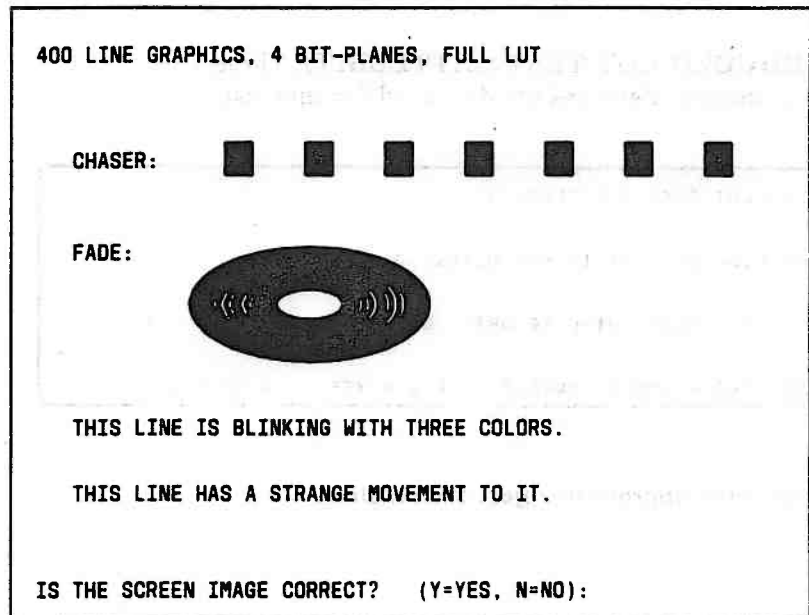 400 LINE GRAPHICS, 4 BIT-PLANES, FULL LUT
CHASER:
FADE:
THIS LINE IS BLINKING WITH THREE COLORS.
THIS LINE HAS A STRANGE MOVEMENT TO IT.
IS THE SCREEN IMAGE CORRECT? (Y=YES, N=NO):